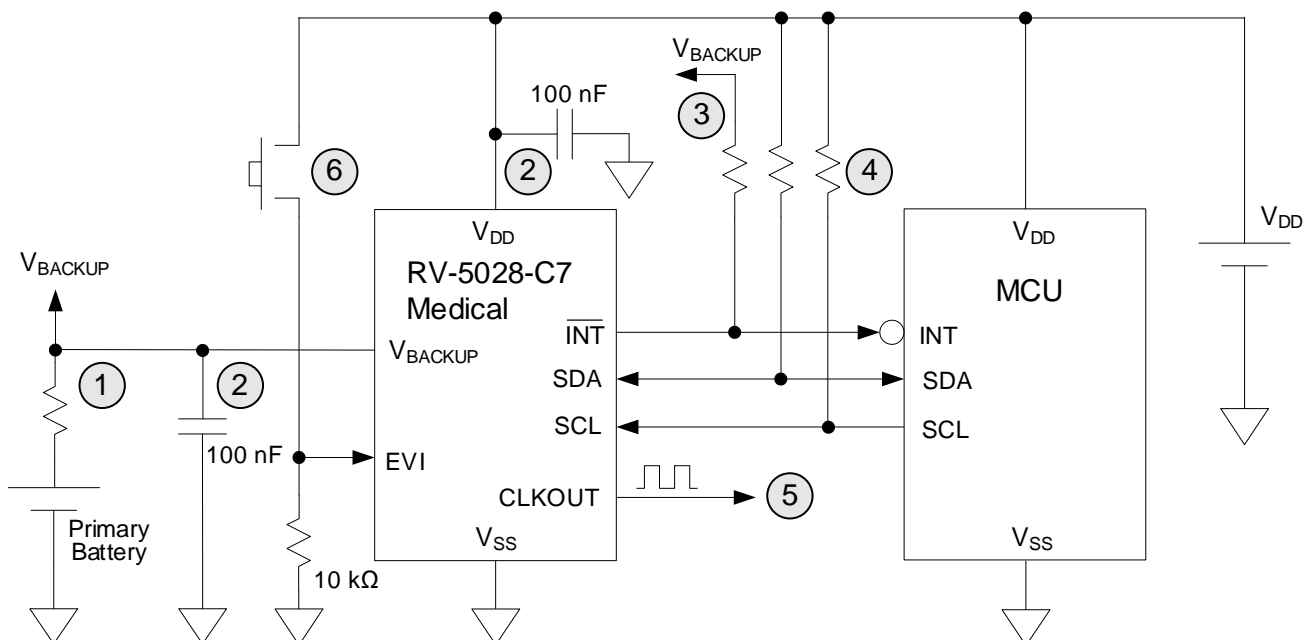 V_BACKUP
100 nF
3
6
2
4
V_DD
V_DD
V_DD
RV-5028-C7
Medical
MCU
V_BACKUP
INT
INT
V_BACKUP
1
2
SDA
SDA
SCL
SCL
100 nF
EVI
CLKOUT
5
Primary
Battery
V_SS
V_SS
10 kΩ